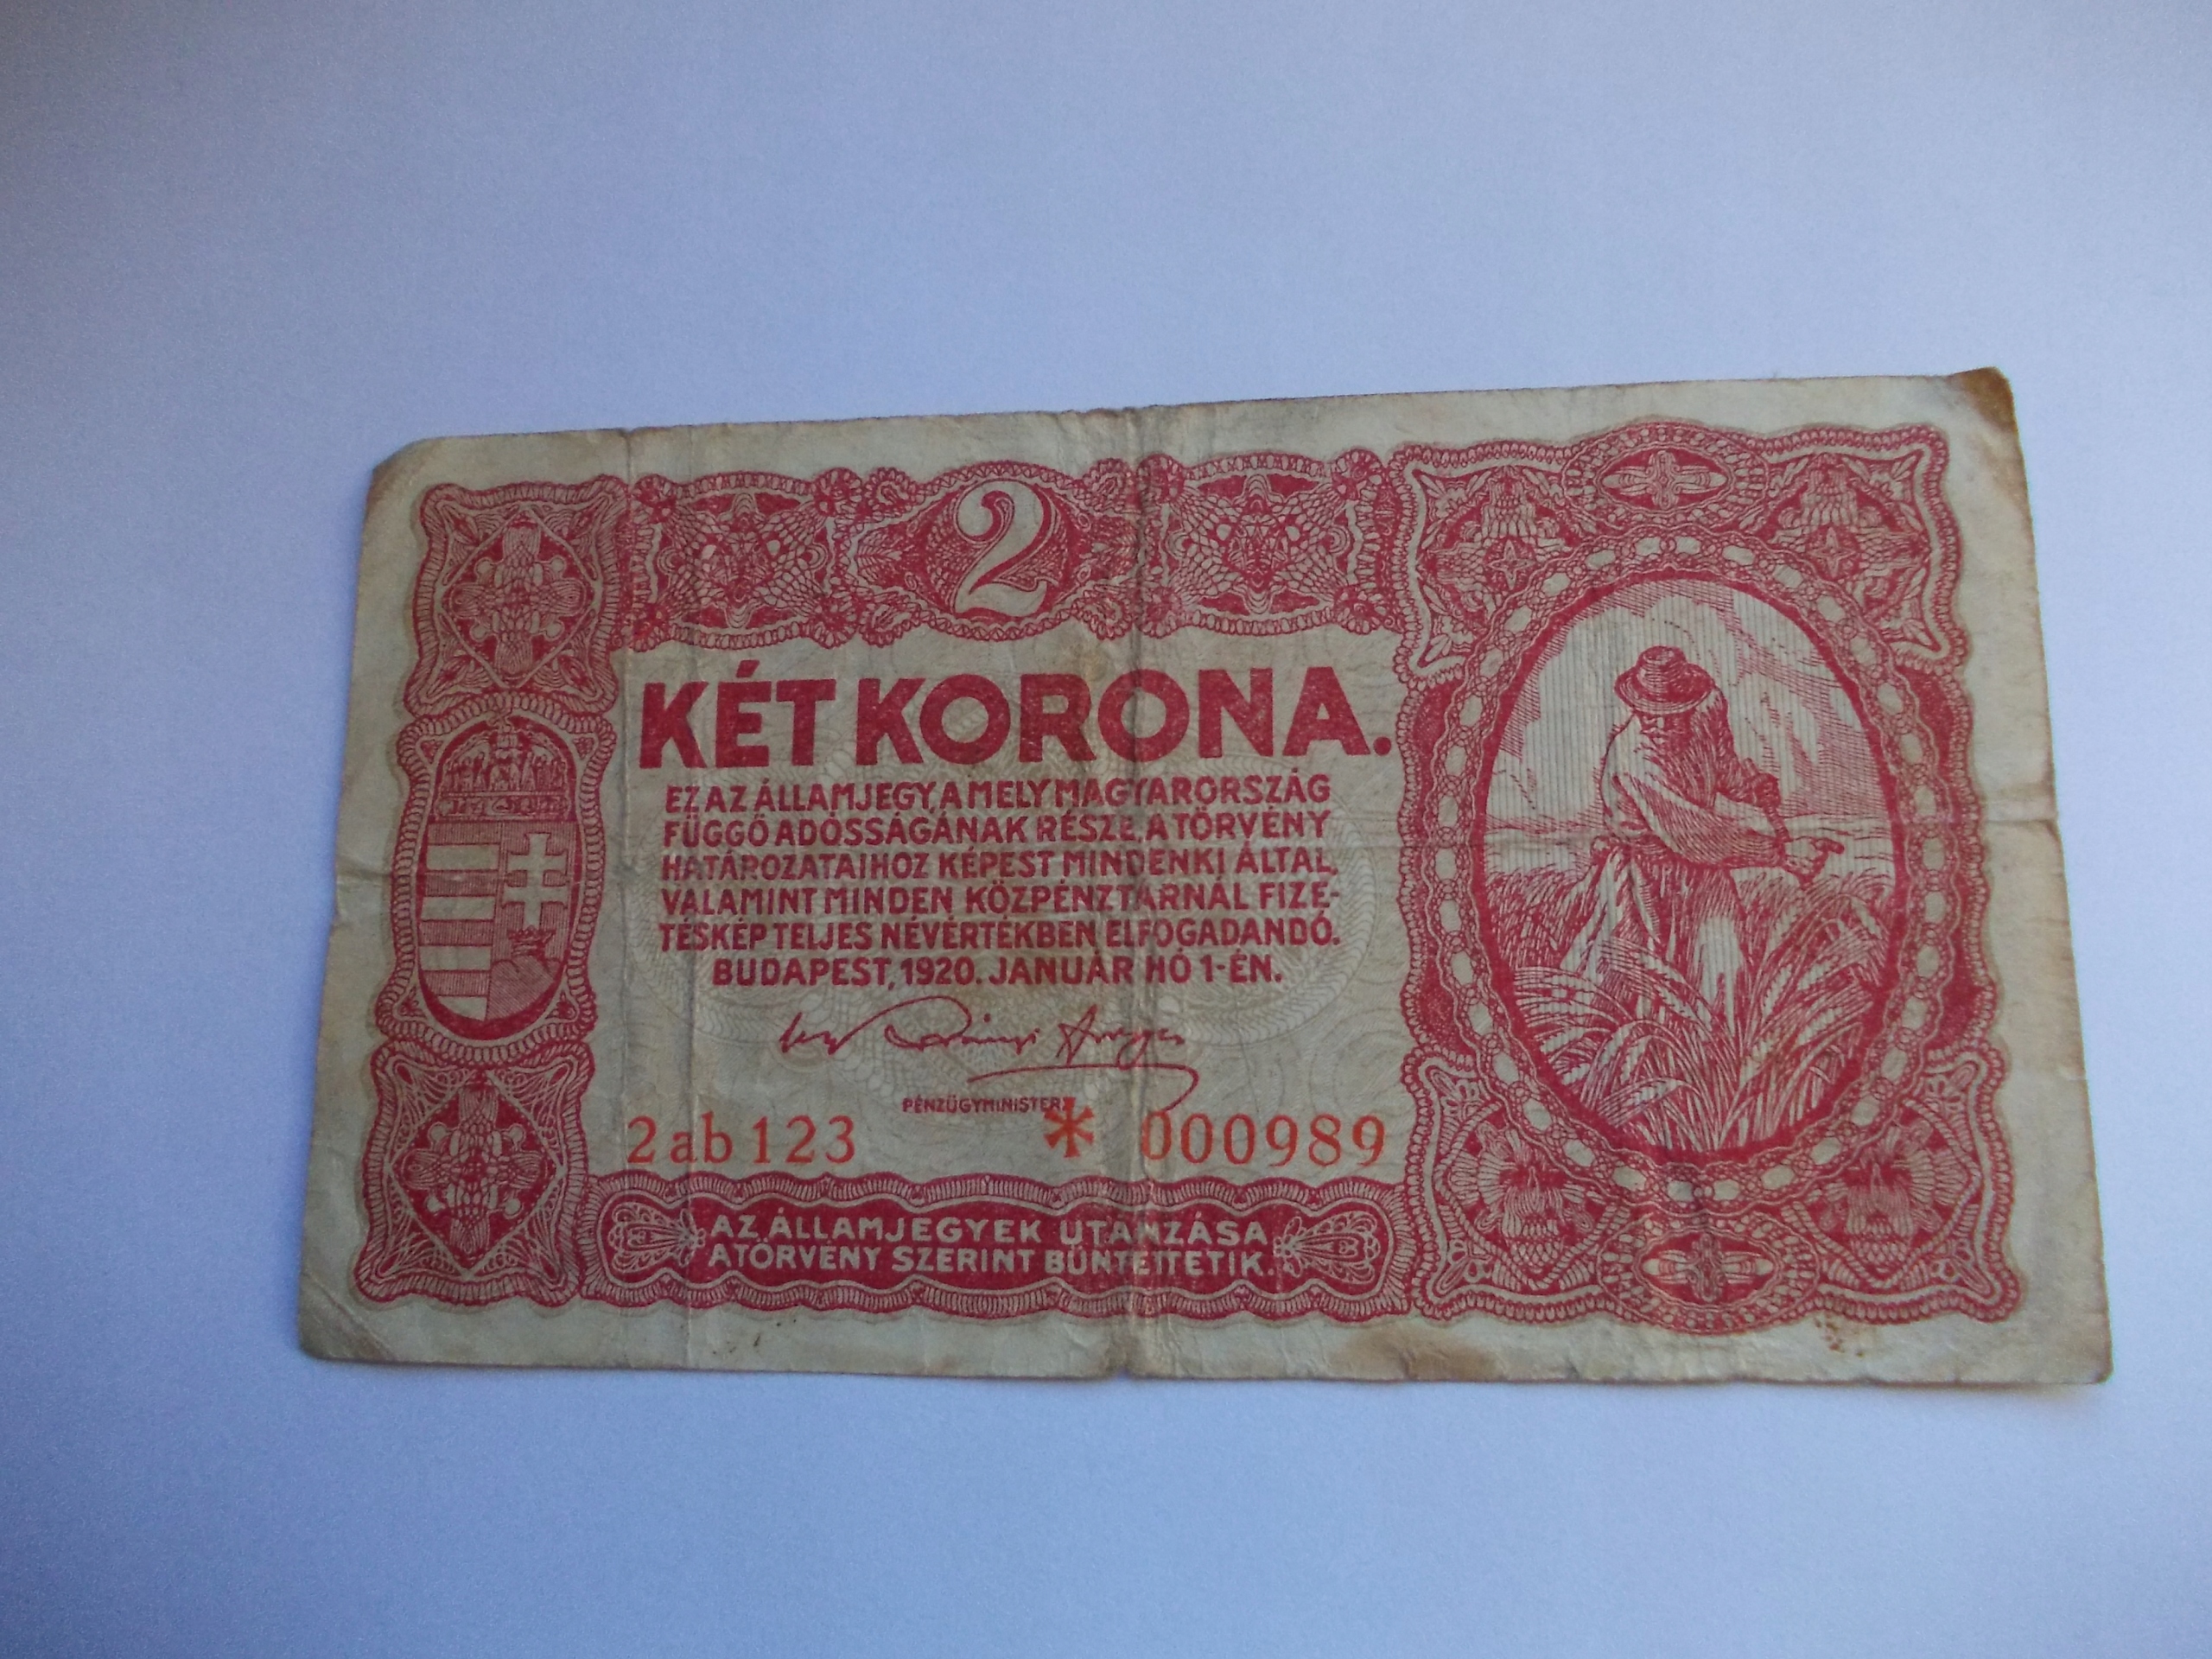 2
KÉT KORONA.
EZ AZ ÁLLAMJEGY, AMELY MAGYARORSZÁG
FÜGGŐ ADÓSSÁGÁNAK RÉSZE, A TÖRVÉNY
HATÁROZATAIHOZ KÉPEST MINDENKI ÁLTAL,
VALAMINT MINDEN KÖZPÉNZTÁRNÁL FIZE-
TÉSKÉP TELJES NÉVÉRTÉKBEN ELFOGADANDÓ.
BUDAPEST, 1920. JANUÁR HÓ 1-ÉN.
PÉNZÜGYMINISTER.
2ab123 * 000989
AZ ÁLLAMJEGYEK UTÁNZÁSA
A TÖRVÉNY SZERINT BÜNTETTETIK.